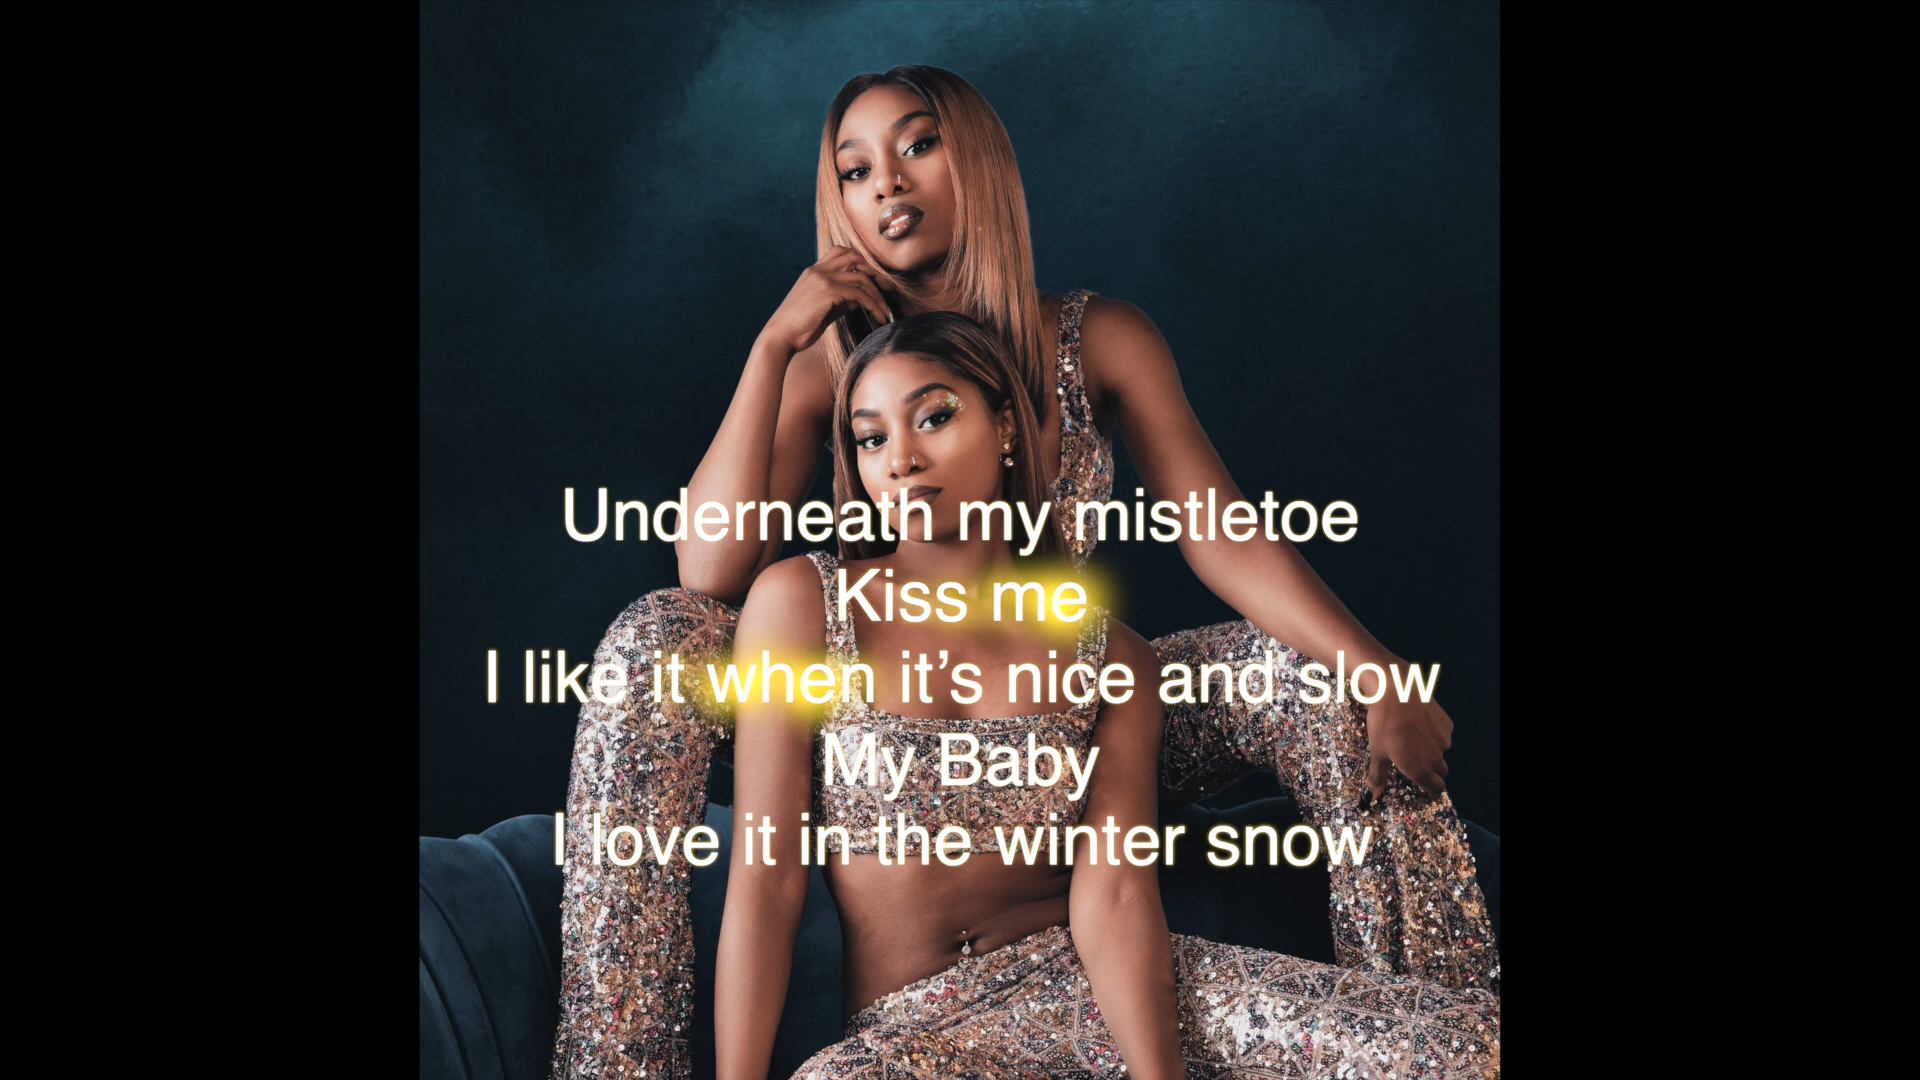 Underneath my mistletoe
Kiss me
I like it when it’s nice and slow
My Baby
I love it in the winter snow